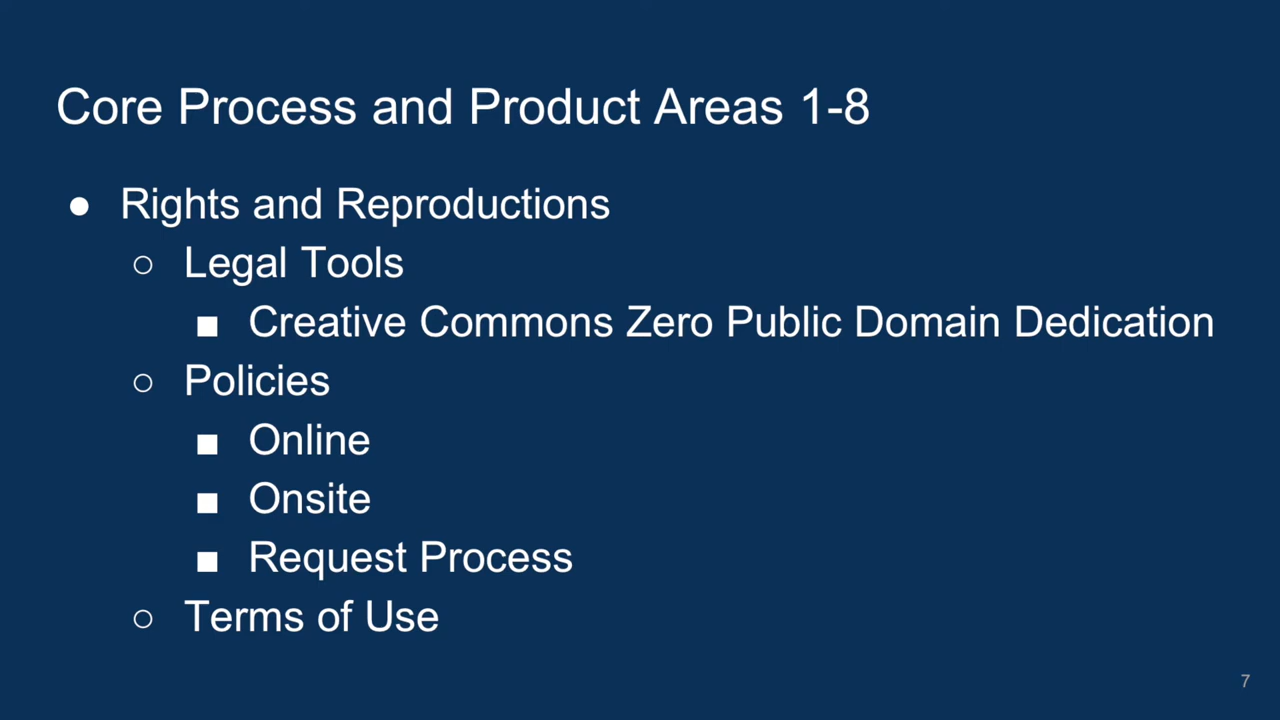 Core Process and Product Areas 1-8
● Rights and Reproductions
○ Legal Tools
■ Creative Commons Zero Public Domain Dedication
○ Policies
■ Online
■ Onsite
■ Request Process
○ Terms of Use
7